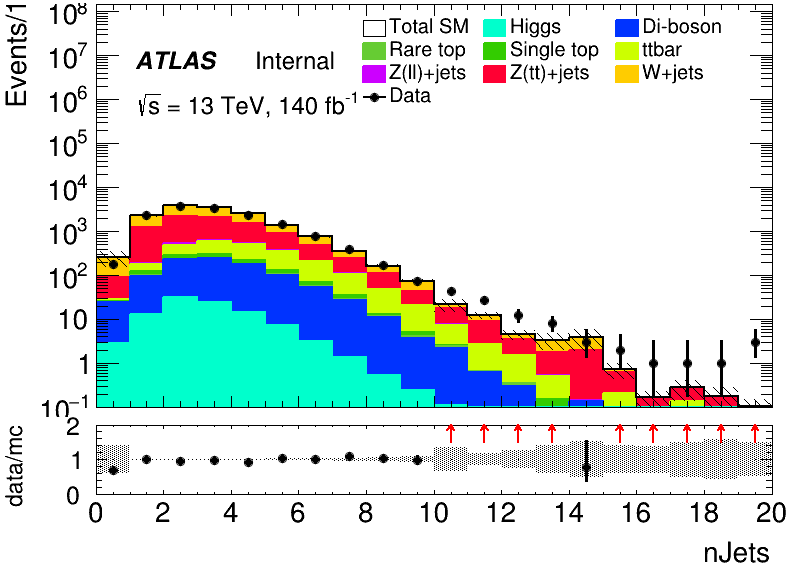 Events/1
10⁸
10⁷
10⁶
10⁵
10⁴
10³
10²
10
1
10⁻¹
ATLAS Internal
√s = 13 TeV, 140 fb⁻¹
Total SM Higgs Di-boson
Rare top Single top ttbar
Z(ll)+jets Z(tt)+jets W+jets
Data
data/mc
2
1
0
0 2 4 6 8 10 12 14 16 18 20
nJets